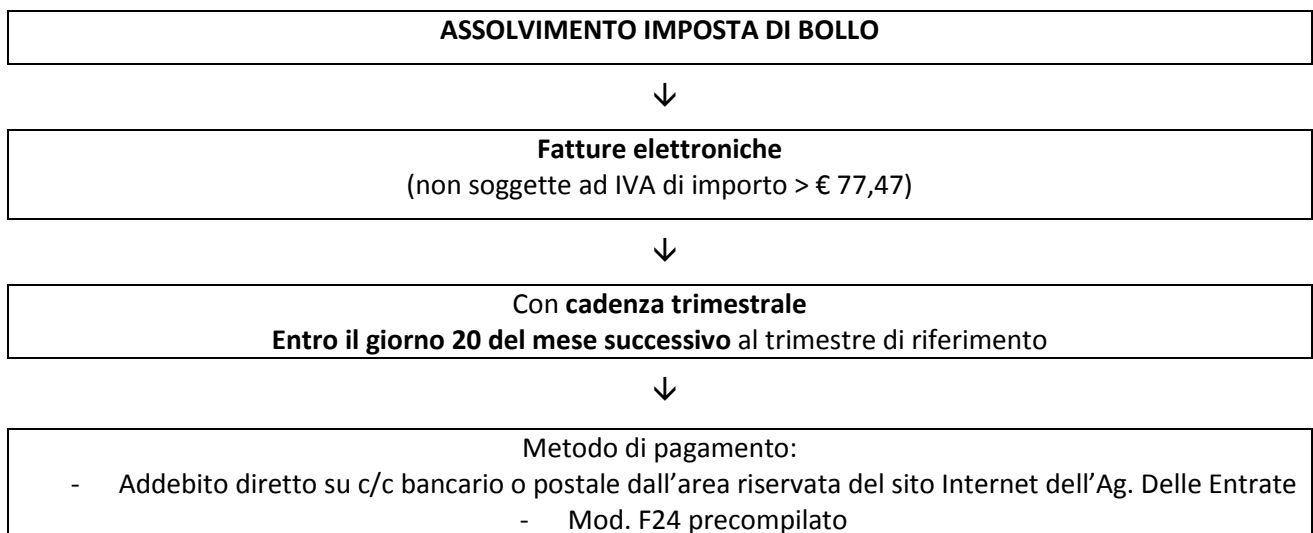 ASSOLVIMENTO IMPOSTA DI BOLLO
↓
Fatture elettroniche
(non soggette ad IVA di importo > € 77,47)
↓
Con cadenza trimestrale
Entro il giorno 20 del mese successivo al trimestre di riferimento
↓
Metodo di pagamento:
- Addebito diretto su c/c bancario o postale dall'area riservata del sito Internet dell'Ag. Delle Entrate
- Mod. F24 precompilato